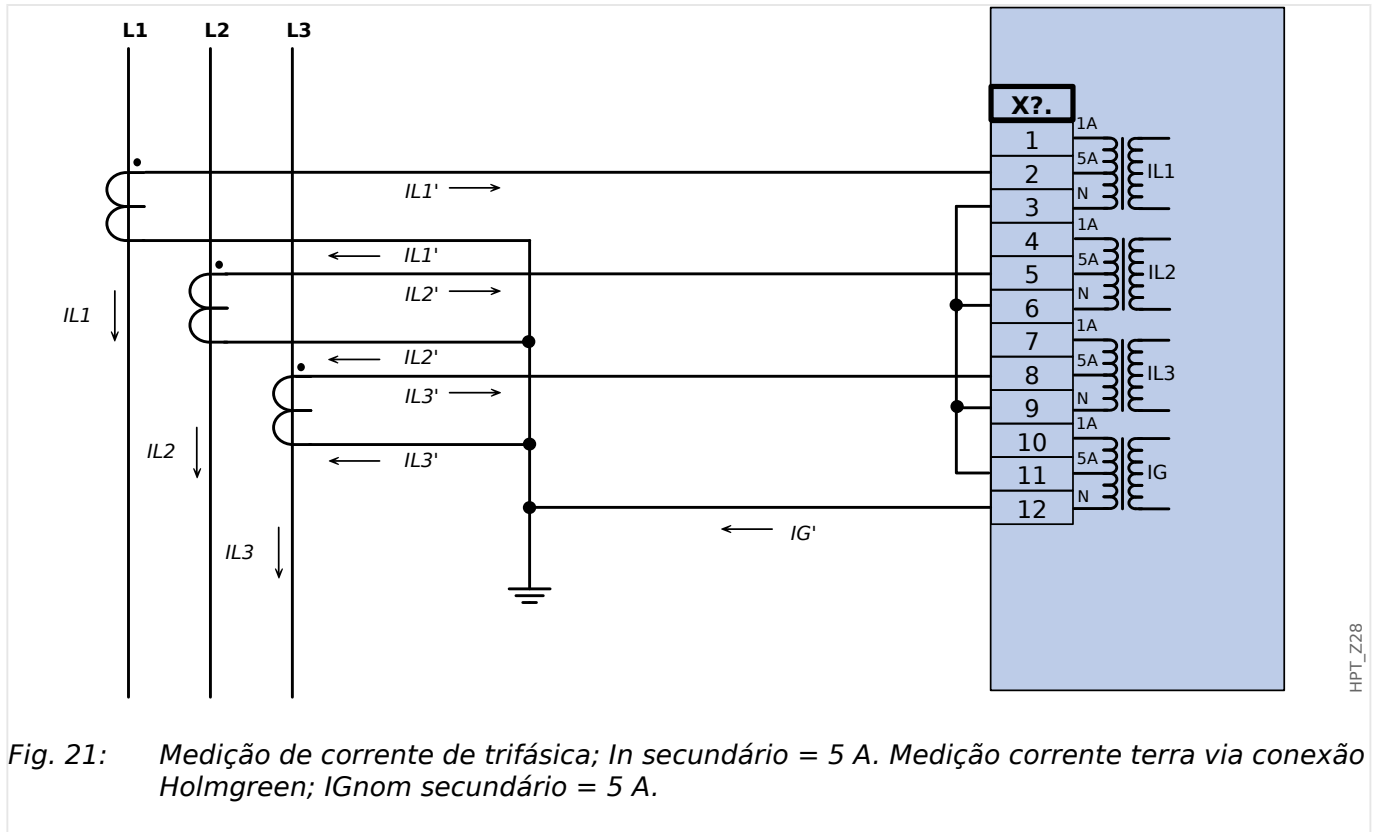 L1 L2 L3
X?.
1 1A
2 5A IL1
3 N
4 1A
5 5A IL2
6 N
7 1A
8 5A IL3
9 N
10 1A
11 5A IG
12 N
IL1'
IL1'
IL2'
IL1
IL2'
IL3'
IL2
IL3'
IG'
IL3
HPT_Z28
Fig. 21: Medição de corrente de trifásica; In secundário = 5 A. Medição corrente terra via conexão
Holmgreen; IGnom secundário = 5 A.